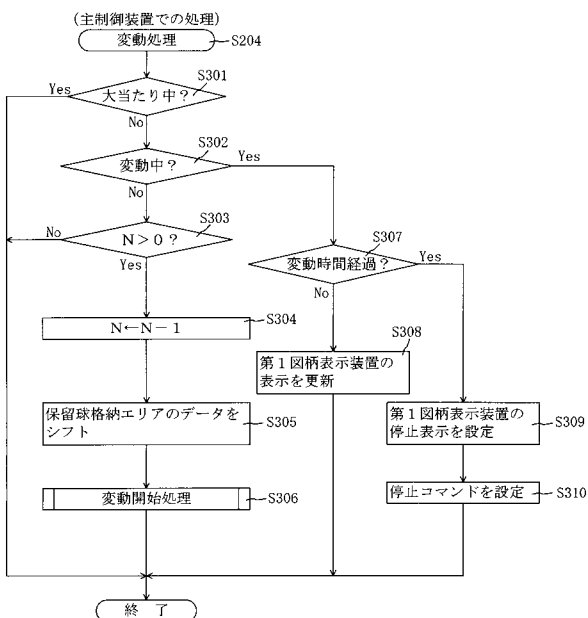 (主制御装置での処理)
変動処理
S204
S301
Yes
大当たり中?
No
S302
変動中?
Yes
No
S303
No
N>0?
Yes
S307
変動時間経過?
Yes
No
S304
N←N-1
S308
第1図柄表示装置の
表示を更新
保留球格納エリアのデータを
シフト
S305
第1図柄表示装置の
停止表示を設定
S309
変動開始処理
S306
停止コマンドを設定
S310
終 了